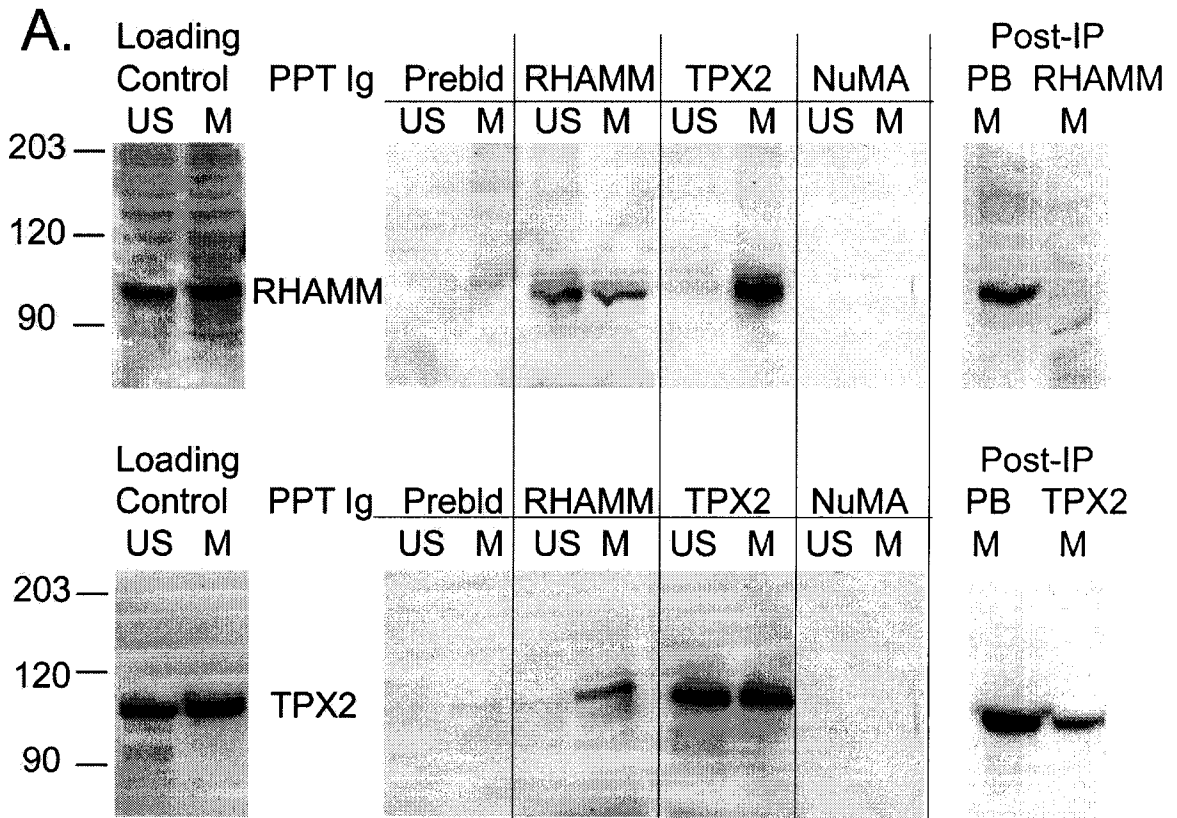 A.
Loading Control
PPT Ig Prebld RHAMM TPX2 NuMA
Post-IP
PB RHAMM
US M
US M US M US M US M
M M
203
120
90
RHAMM
Loading Control
PPT Ig Prebld RHAMM TPX2 NuMA
Post-IP
PB TPX2
US M
US M US M US M US M
M M
203
120
90
TPX2